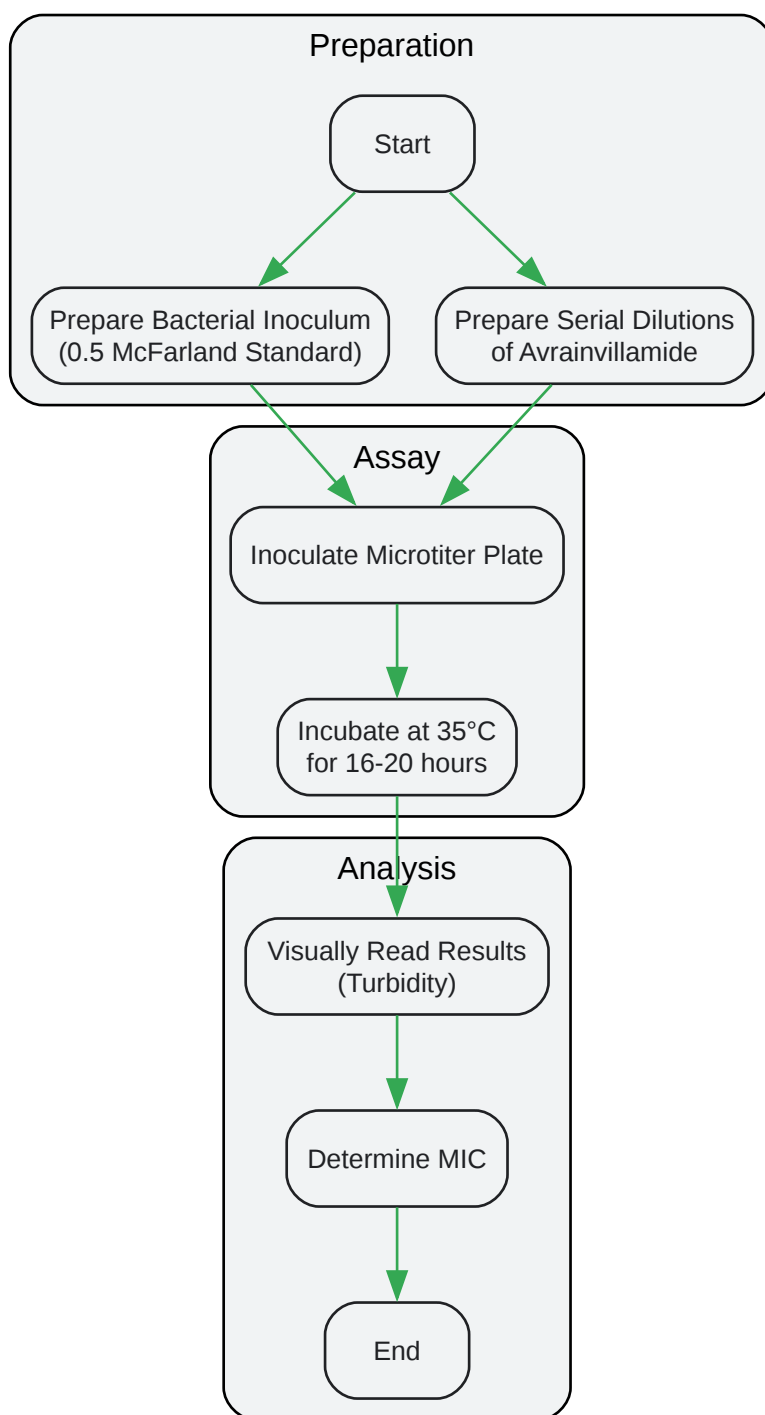 Preparation
Start
Prepare Bacterial Inoculum
(0.5 McFarland Standard)
Prepare Serial Dilutions
of Avrainvillamide
Assay
Inoculate Microtiter Plate
Incubate at 35°C
for 16-20 hours
Analysis
Visually Read Results
(Turbidity)
Determine MIC
End